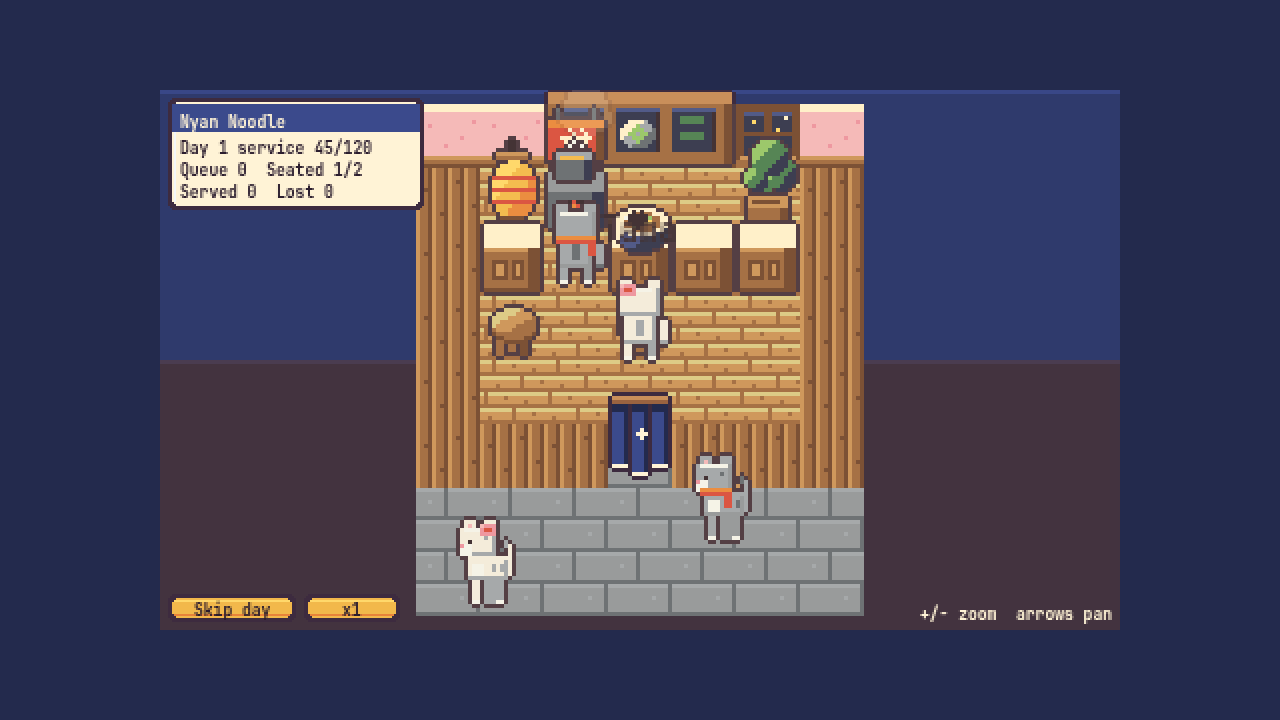 Nyan Noodle
Day 1 service 45/120
Queue 0  Seated 1/2
Served 0  Lost 0
Skip day
x1
+/- zoom  arrows pan